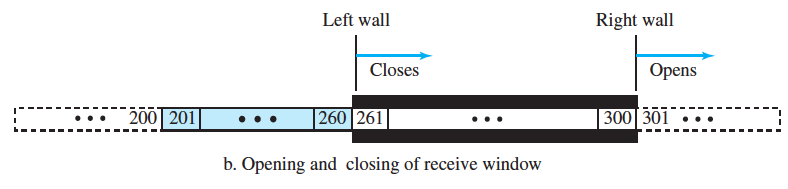 Left wall Right wall
Closes Opens
••• 200 201 ••• 260 261 ••• 300 301 •••
b. Opening and closing of receive window